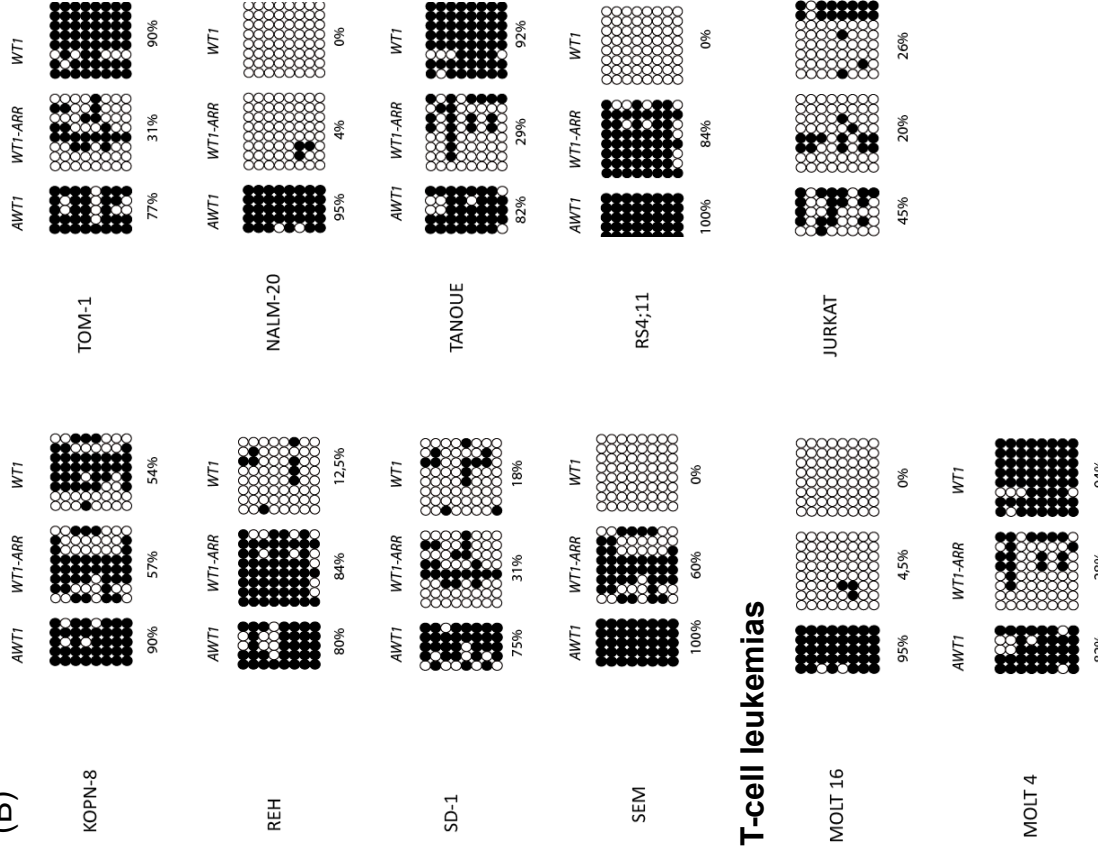 (B)
AWT1 WT1-ARR WT1 AWT1 WT1-ARR WT1
KOPN-8 TOM-1
90% 57% 54% 77% 31% 90%
AWT1 WT1-ARR WT1 AWT1 WT1-ARR WT1
REH NALM-20
80% 84% 12,5% 95% 4% 0%
AWT1 WT1-ARR WT1 AWT1 WT1-ARR WT1
SD-1 TANOUE
75% 31% 18% 82% 29% 92%
AWT1 WT1-ARR WT1 AWT1 WT1-ARR WT1
SEM RS4;11
100% 60% 0% 100% 84% 0%
T-cell leukemias
MOLT 16 JURKAT
95% 4,5% 0% 45% 20% 26%
AWT1 WT1-ARR WT1
MOLT 4